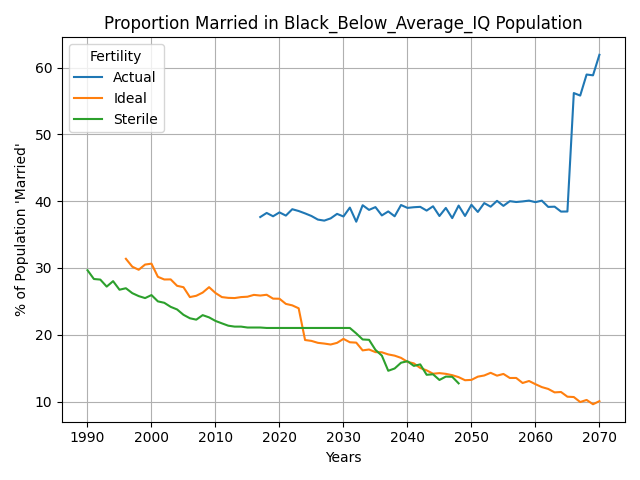 Proportion Married in Black_Below_Average_IQ Population
Fertility
Actual
Ideal
Sterile
% of Population 'Married'
60
50
40
30
20
10
1990 2000 2010 2020 2030 2040 2050 2060 2070
Years